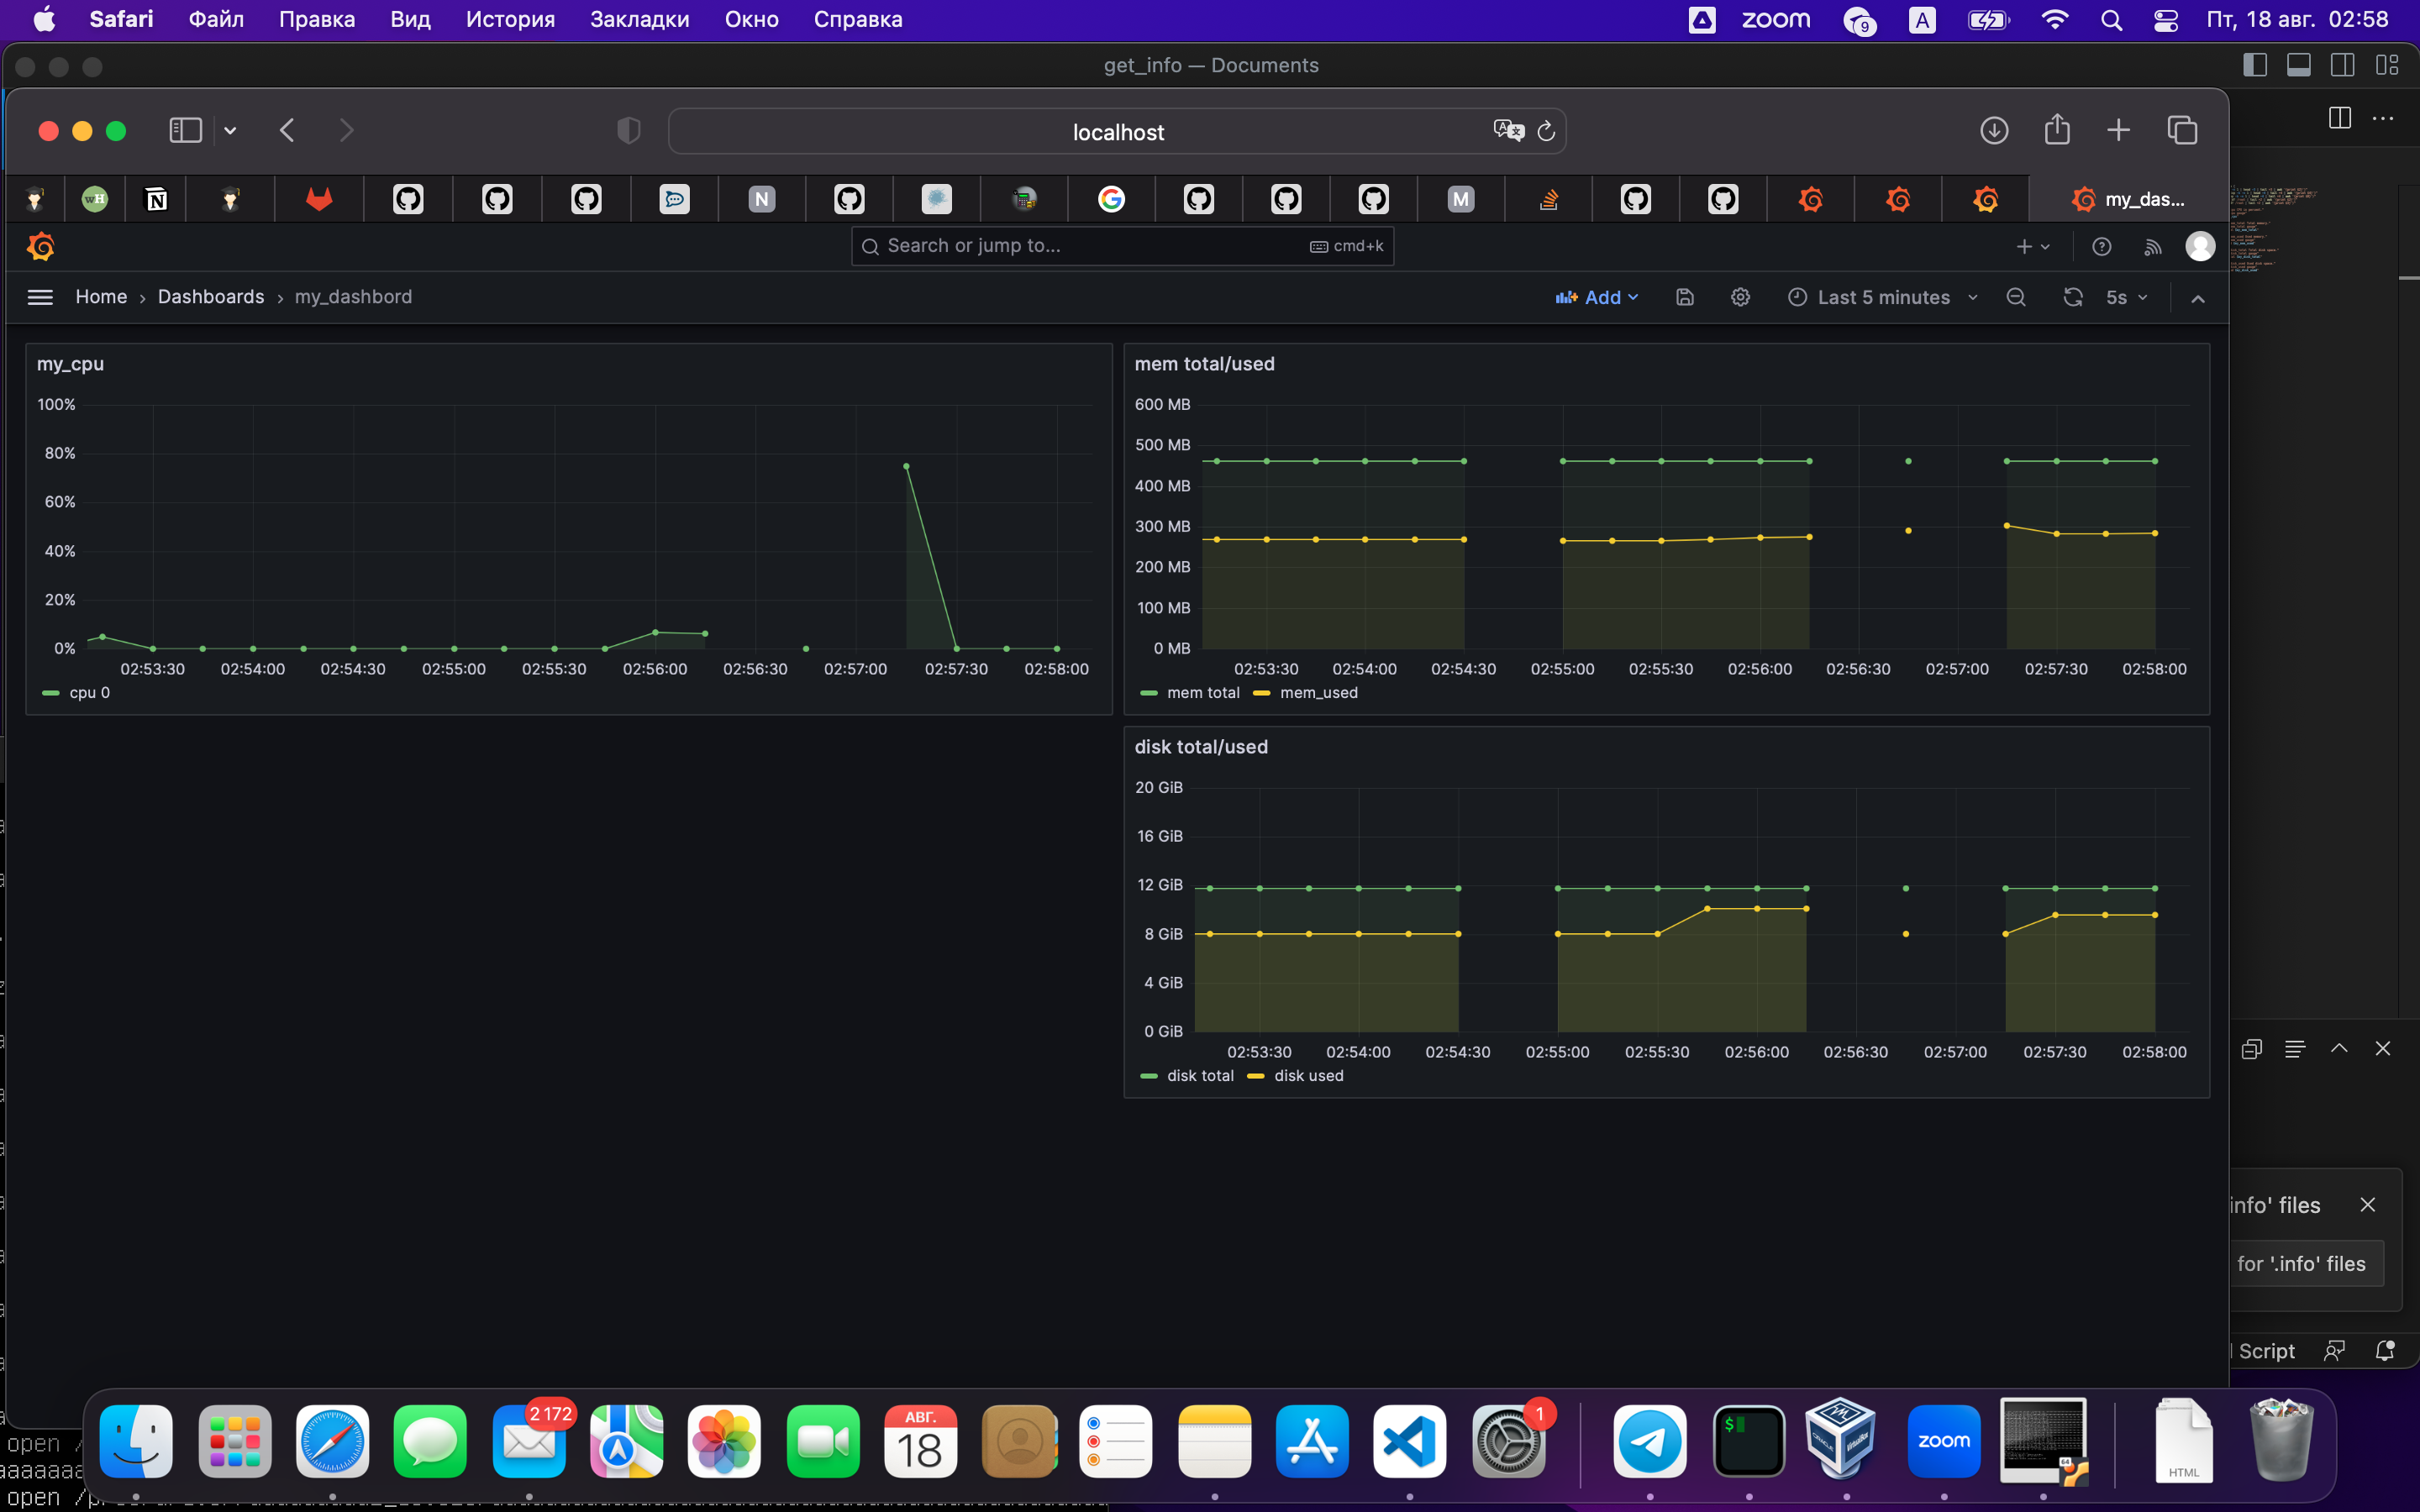 Safari Файл Правка Вид История Закладки Окно Справка zoom 9 A Пт, 18 авг. 02:58
get_info — Documents
localhost
my_das...
Search or jump to... cmd+k
Home › Dashboards › my_dashbord Add Last 5 minutes 5s
my_cpu
100%
80%
60%
40%
20%
0%
02:53:30 02:54:00 02:54:30 02:55:00 02:55:30 02:56:00 02:56:30 02:57:00 02:57:30 02:58:00
cpu 0
mem total/used
600 MB
500 MB
400 MB
300 MB
200 MB
100 MB
0 MB
02:53:30 02:54:00 02:54:30 02:55:00 02:55:30 02:56:00 02:56:30 02:57:00 02:57:30 02:58:00
mem total mem_used
disk total/used
20 GiB
16 GiB
12 GiB
8 GiB
4 GiB
0 GiB
02:53:30 02:54:00 02:54:30 02:55:00 02:55:30 02:56:00 02:56:30 02:57:00 02:57:30 02:58:00
disk total disk used
info' files
for '.info' files
Script
open /
aaaaaaa
open /p
2 172
АВГ.
18
1
$
zoom
64
HTML